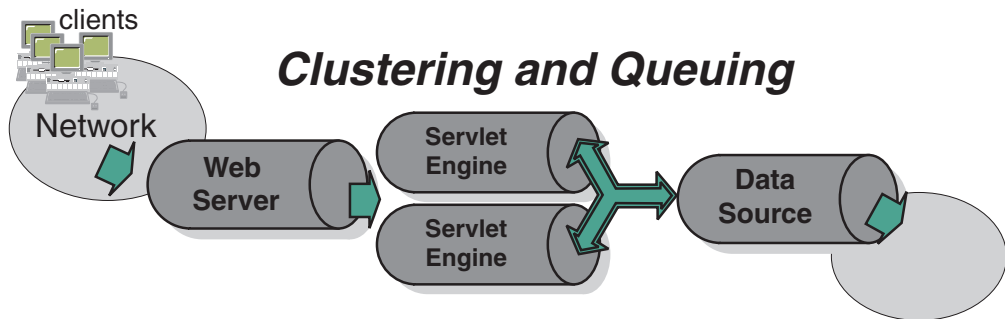 clients
Clustering and Queuing
Network
Web
Server
Servlet
Engine
Servlet
Engine
Data
Source